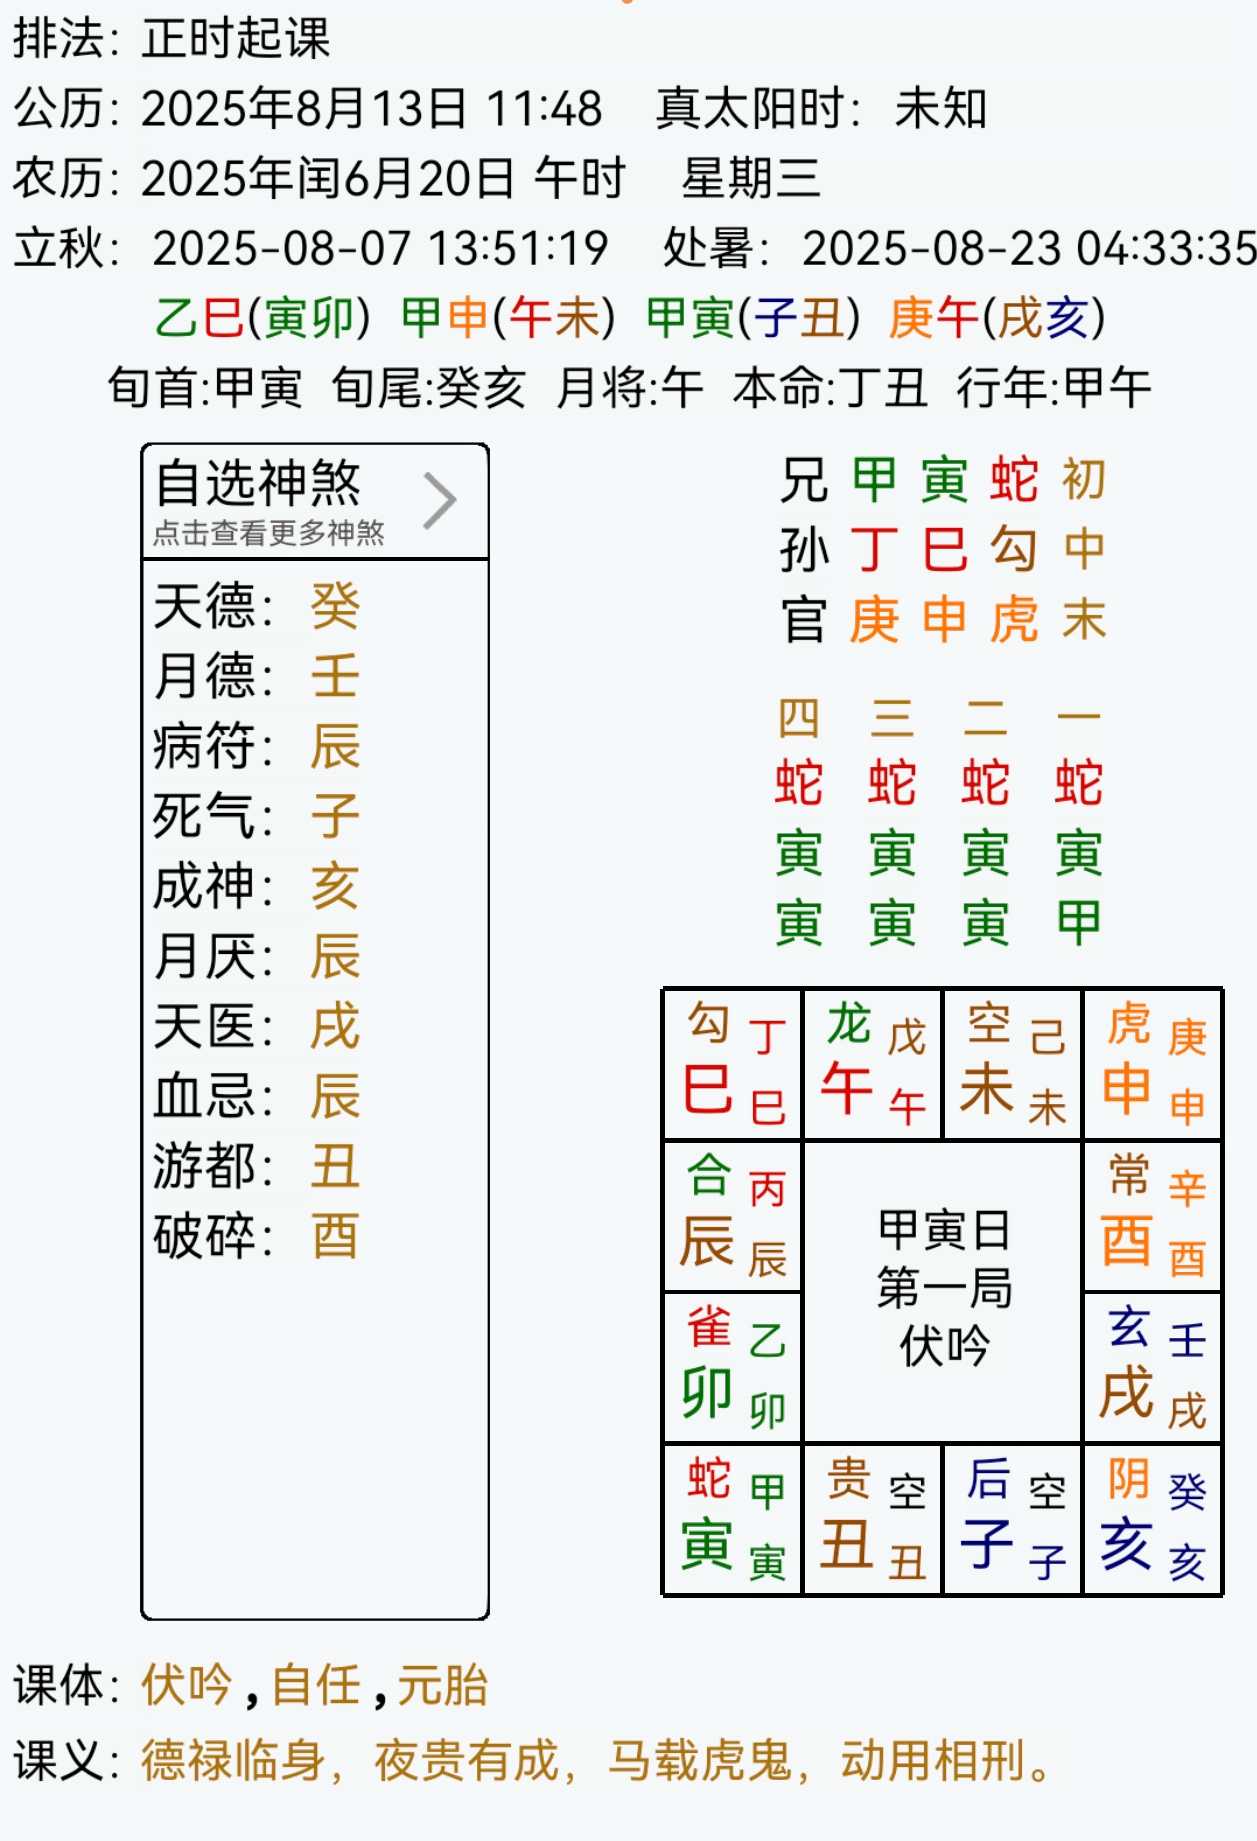 排法：正时起课
公历：2025年8月13日 11:48 真太阳时：未知
农历：2025年闰6月20日 午时 星期三
立秋：2025-08-07 13:51:19 处暑：2025-08-23 04:33:35
乙巳(寅卯) 甲申(午未) 甲寅(子丑) 庚午(戌亥)
旬首:甲寅 旬尾:癸亥 月将:午 本命:丁丑 行年:甲午
自选神煞
点击查看更多神煞
天德：癸
月德：壬
病符：辰
死气：子
成神：亥
月厌：辰
天医：戌
血忌：辰
游都：丑
破碎：酉
兄 甲 寅 蛇 初
孙 丁 巳 勾 中
官 庚 申 虎 末
四 三 二 一
蛇 蛇 蛇 蛇
寅 寅 寅 寅
寅 寅 寅 甲
勾 丁 龙 戊 空 己 虎 庚
巳 巳 午 午 未 未 申 申
合 丙 常 辛
辰 辰 酉 酉
甲寅日
第一局
伏吟
雀 乙 玄 壬
卯 卯 戌 戌
蛇 甲 贵 空 后 空 阴 癸
寅 寅 丑 丑 子 子 亥 亥
课体：伏吟,自任,元胎
课义：德禄临身，夜贵有成，马载虎鬼，动用相刑。